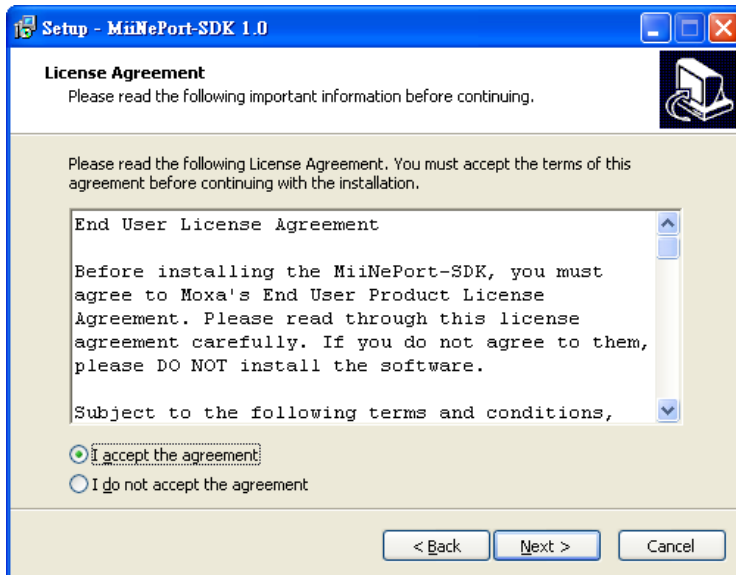 Setup - MiiNePort-SDK 1.0
License Agreement
Please read the following important information before continuing.
Please read the following License Agreement. You must accept the terms of this
agreement before continuing with the installation.
End User License Agreement
Before installing the MiiNePort-SDK, you must
agree to Moxa's End User Product License
Agreement. Please read through this license
agreement carefully. If you do not agree to them,
please DO NOT install the software.
Subject to the following terms and conditions,
I accept the agreement
I do not accept the agreement
< Back Next > Cancel